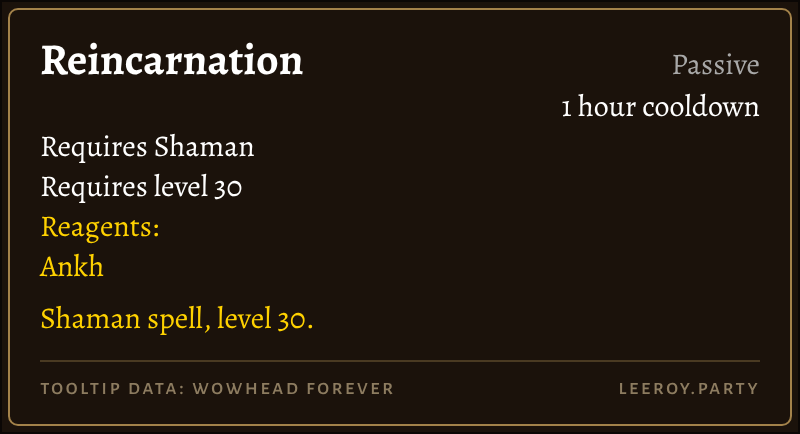 Reincarnation
Passive
1 hour cooldown
Requires Shaman
Requires level 30
Reagents:
Ankh
Shaman spell, level 30.
TOOLTIP DATA: WOWHEAD FOREVER
LEEROY.PARTY